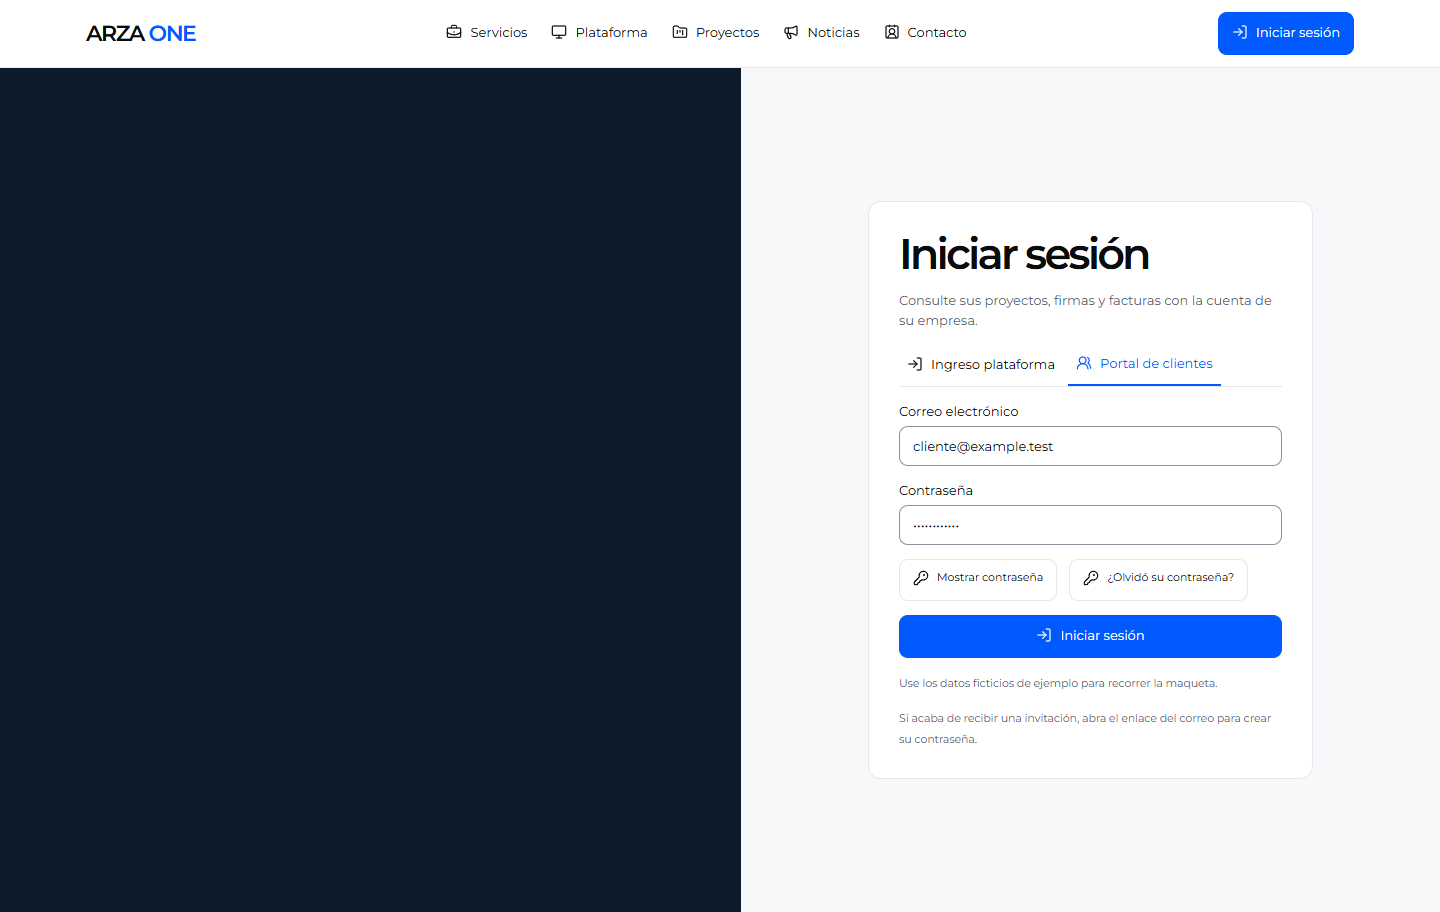 ARZA ONE
Servicios
Plataforma
Proyectos
Noticias
Contacto
Iniciar sesión
Iniciar sesión
Consulte sus proyectos, firmas y facturas con la cuenta de
su empresa.
Ingreso plataforma
Portal de clientes
Correo electrónico
cliente@example.test
Contraseña
············
Mostrar contraseña
¿Olvidó su contraseña?
Iniciar sesión
Use los datos ficticios de ejemplo para recorrer la maqueta.
Si acaba de recibir una invitación, abra el enlace del correo para crear
su contraseña.